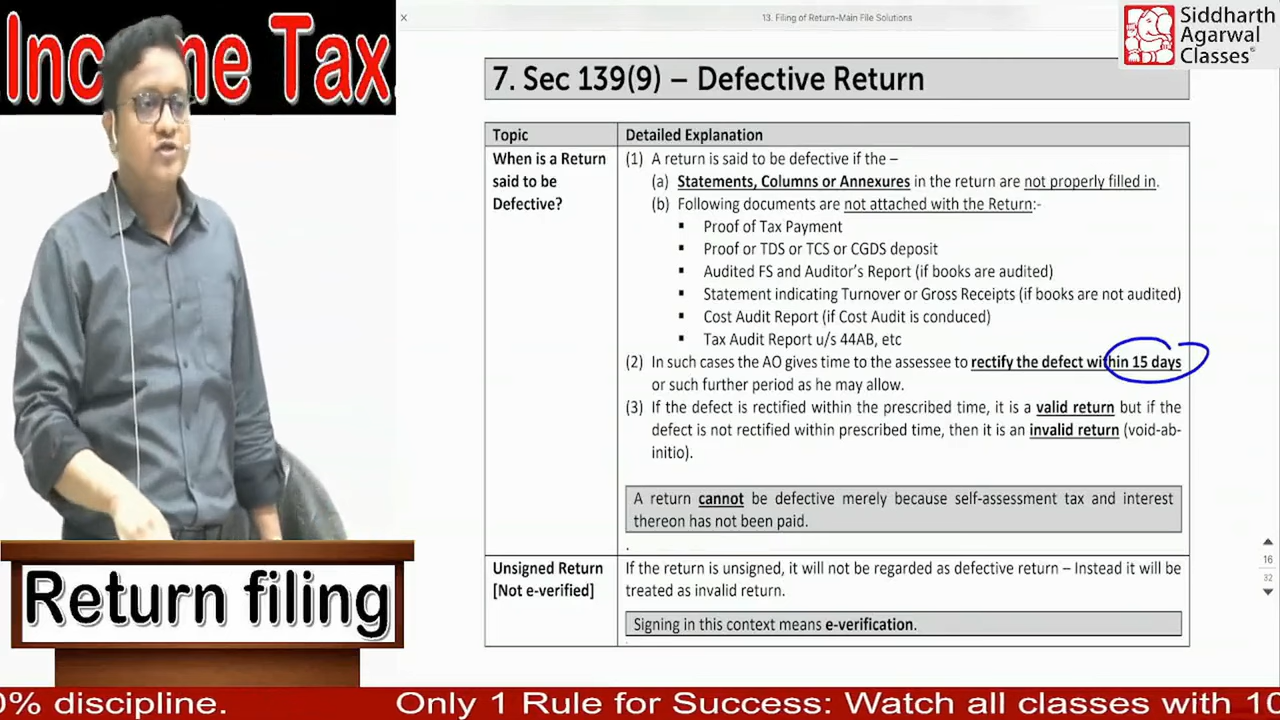 Income Tax.
13. Filing of Return-Main File Solutions
Siddharth
Agarwal
Classes®
7. Sec 139(9) – Defective Return
Topic
Detailed Explanation
When is a Return
said to be
Defective?
(1) A return is said to be defective if the –
(a) Statements, Columns or Annexures in the return are not properly filled in.
(b) Following documents are not attached with the Return:-
▪ Proof of Tax Payment
▪ Proof or TDS or TCS or CGDS deposit
▪ Audited FS and Auditor's Report (if books are audited)
▪ Statement indicating Turnover or Gross Receipts (if books are not audited)
▪ Cost Audit Report (if Cost Audit is conduced)
▪ Tax Audit Report u/s 44AB, etc
(2) In such cases the AO gives time to the assessee to rectify the defect within 15 days
or such further period as he may allow.
(3) If the defect is rectified within the prescribed time, it is a valid return but if the
defect is not rectified within prescribed time, then it is an invalid return (void-ab-
initio).
A return cannot be defective merely because self-assessment tax and interest
thereon has not been paid.
.
Unsigned Return
[Not e-verified]
If the return is unsigned, it will not be regarded as defective return – Instead it will be
treated as invalid return.
Signing in this context means e-verification.
16
32
Return filing
0% discipline. Only 1 Rule for Success: Watch all classes with 10